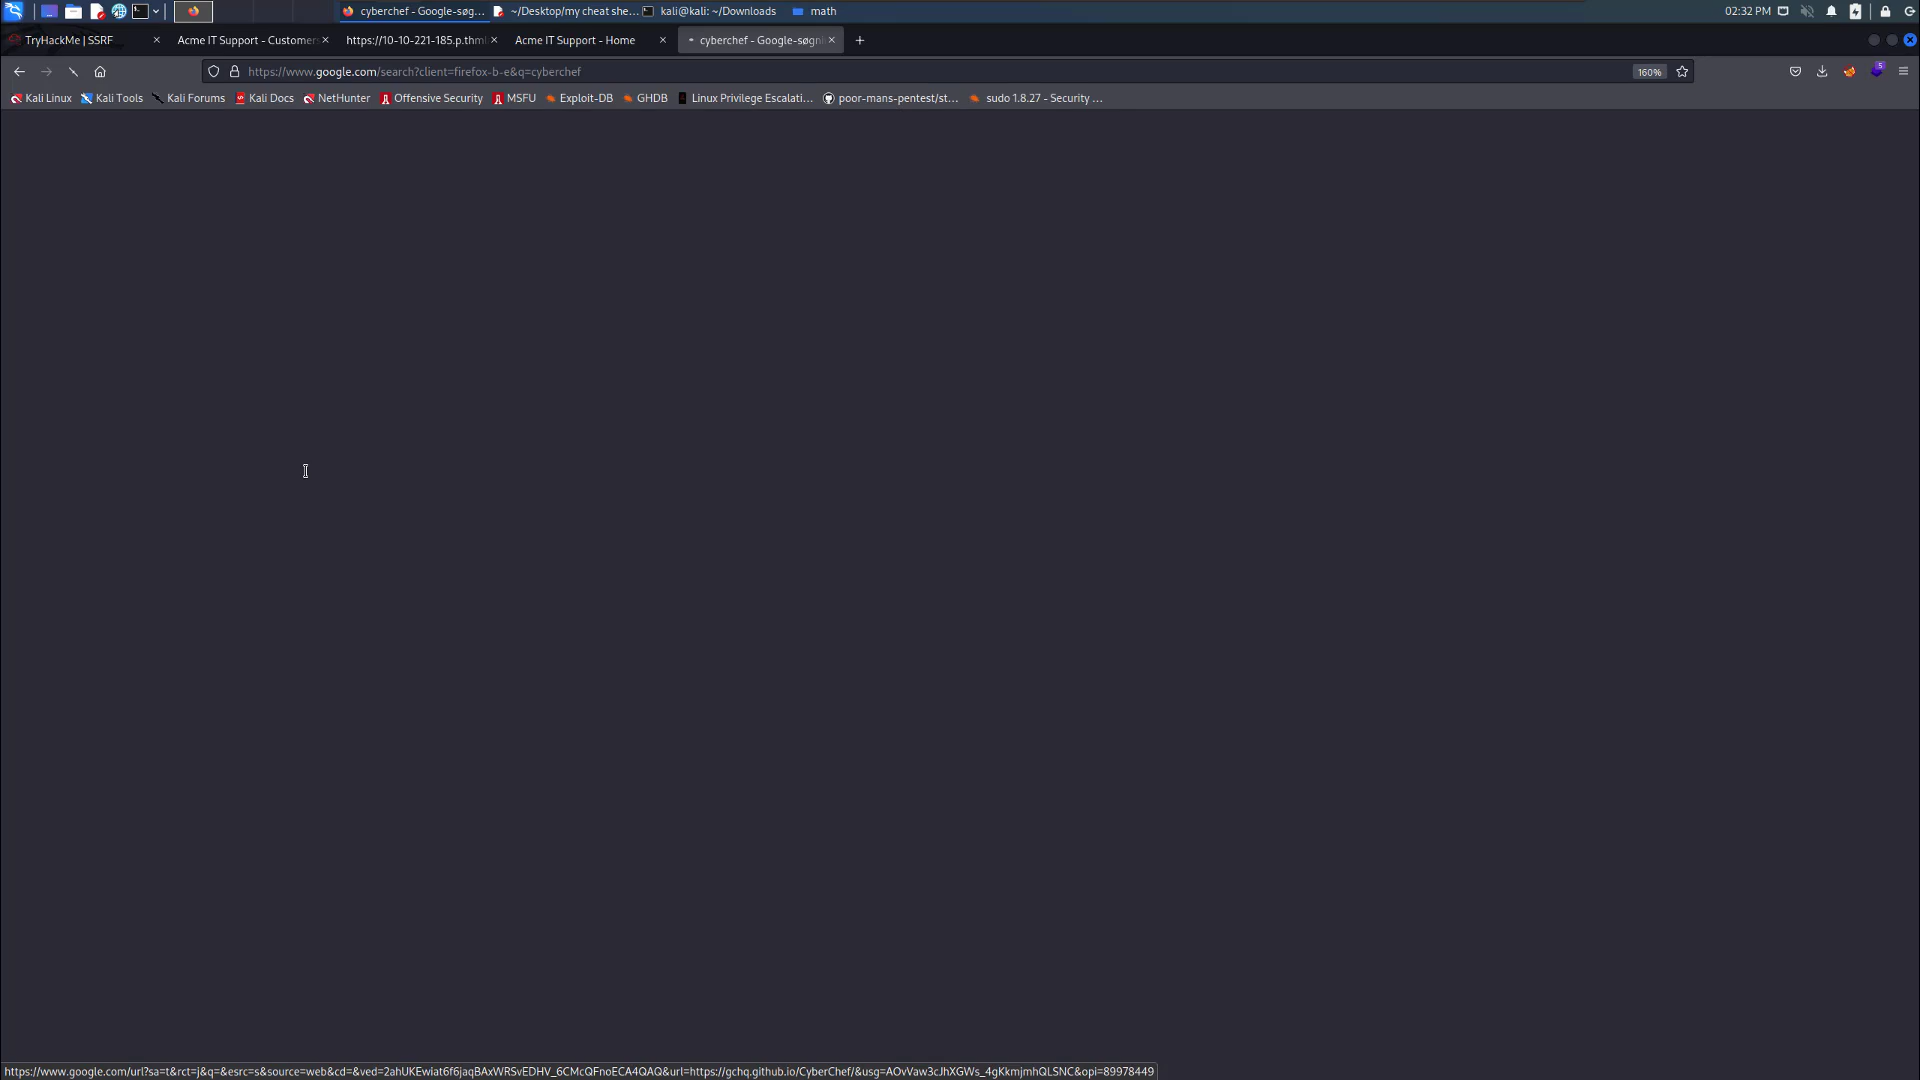 cyberchef - Google-søg... ~/Desktop/my cheat she... kali@kali: ~/Downloads math 02:32 PM
TryHackMe | SSRF Acme IT Support - Customer https://10-10-221-185.p.thml Acme IT Support - Home cyberchef - Google-søgni
https://www.google.com/search?client=firefox-b-e&q=cyberchef 160% 5
Kali Linux Kali Tools Kali Forums Kali Docs NetHunter Offensive Security MSFU Exploit-DB GHDB Linux Privilege Escalati... poor-mans-pentest/st... sudo 1.8.27 - Security ...
https://www.google.com/url?sa=t&rct=j&q=&esrc=s&source=web&cd=&ved=2ahUKEwiat6f6jaqBAxWRSvEDHV_6CMcQFnoECA4QAQ&url=https://gchq.github.io/CyberChef/&usg=AOvVaw3cJhXGWs_4gKkmjmhQLSNC&opi=89978449